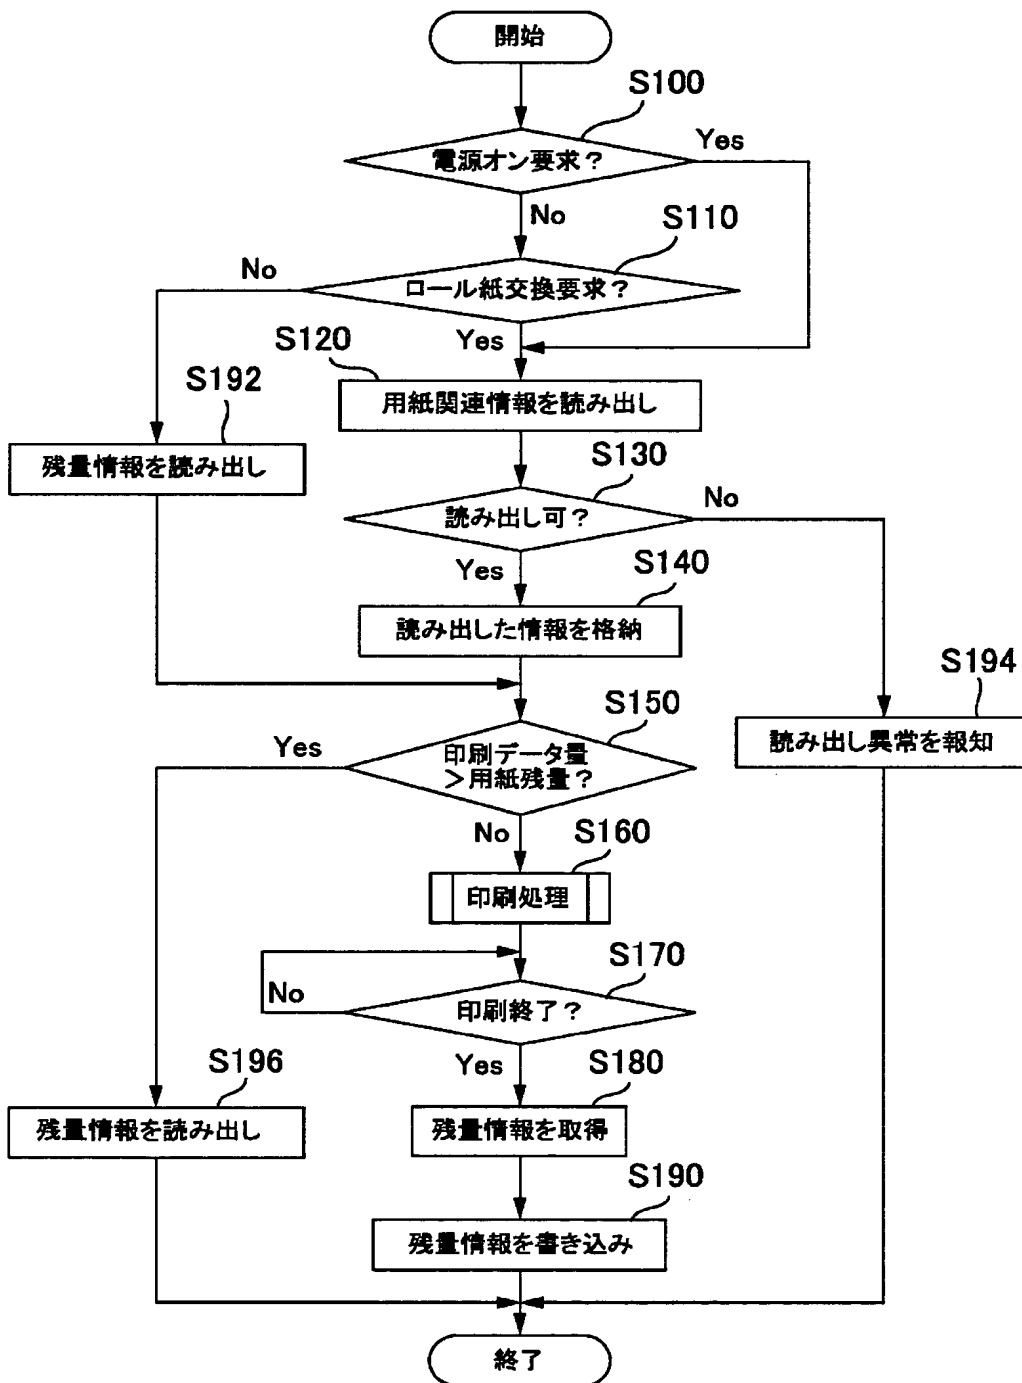 開始
S100
電源オン要求?
Yes
No
S110
ロール紙交換要求?
No
Yes
S120
用紙関連情報を読み出し
S192
残量情報を読み出し
S130
読み出し可?
No
Yes
S140
読み出した情報を格納
S194
読み出し異常を報知
S150
印刷データ量
>用紙残量?
Yes
No
S160
印刷処理
S170
印刷終了?
No
Yes
S180
残量情報を取得
S196
残量情報を読み出し
S190
残量情報を書き込み
終了